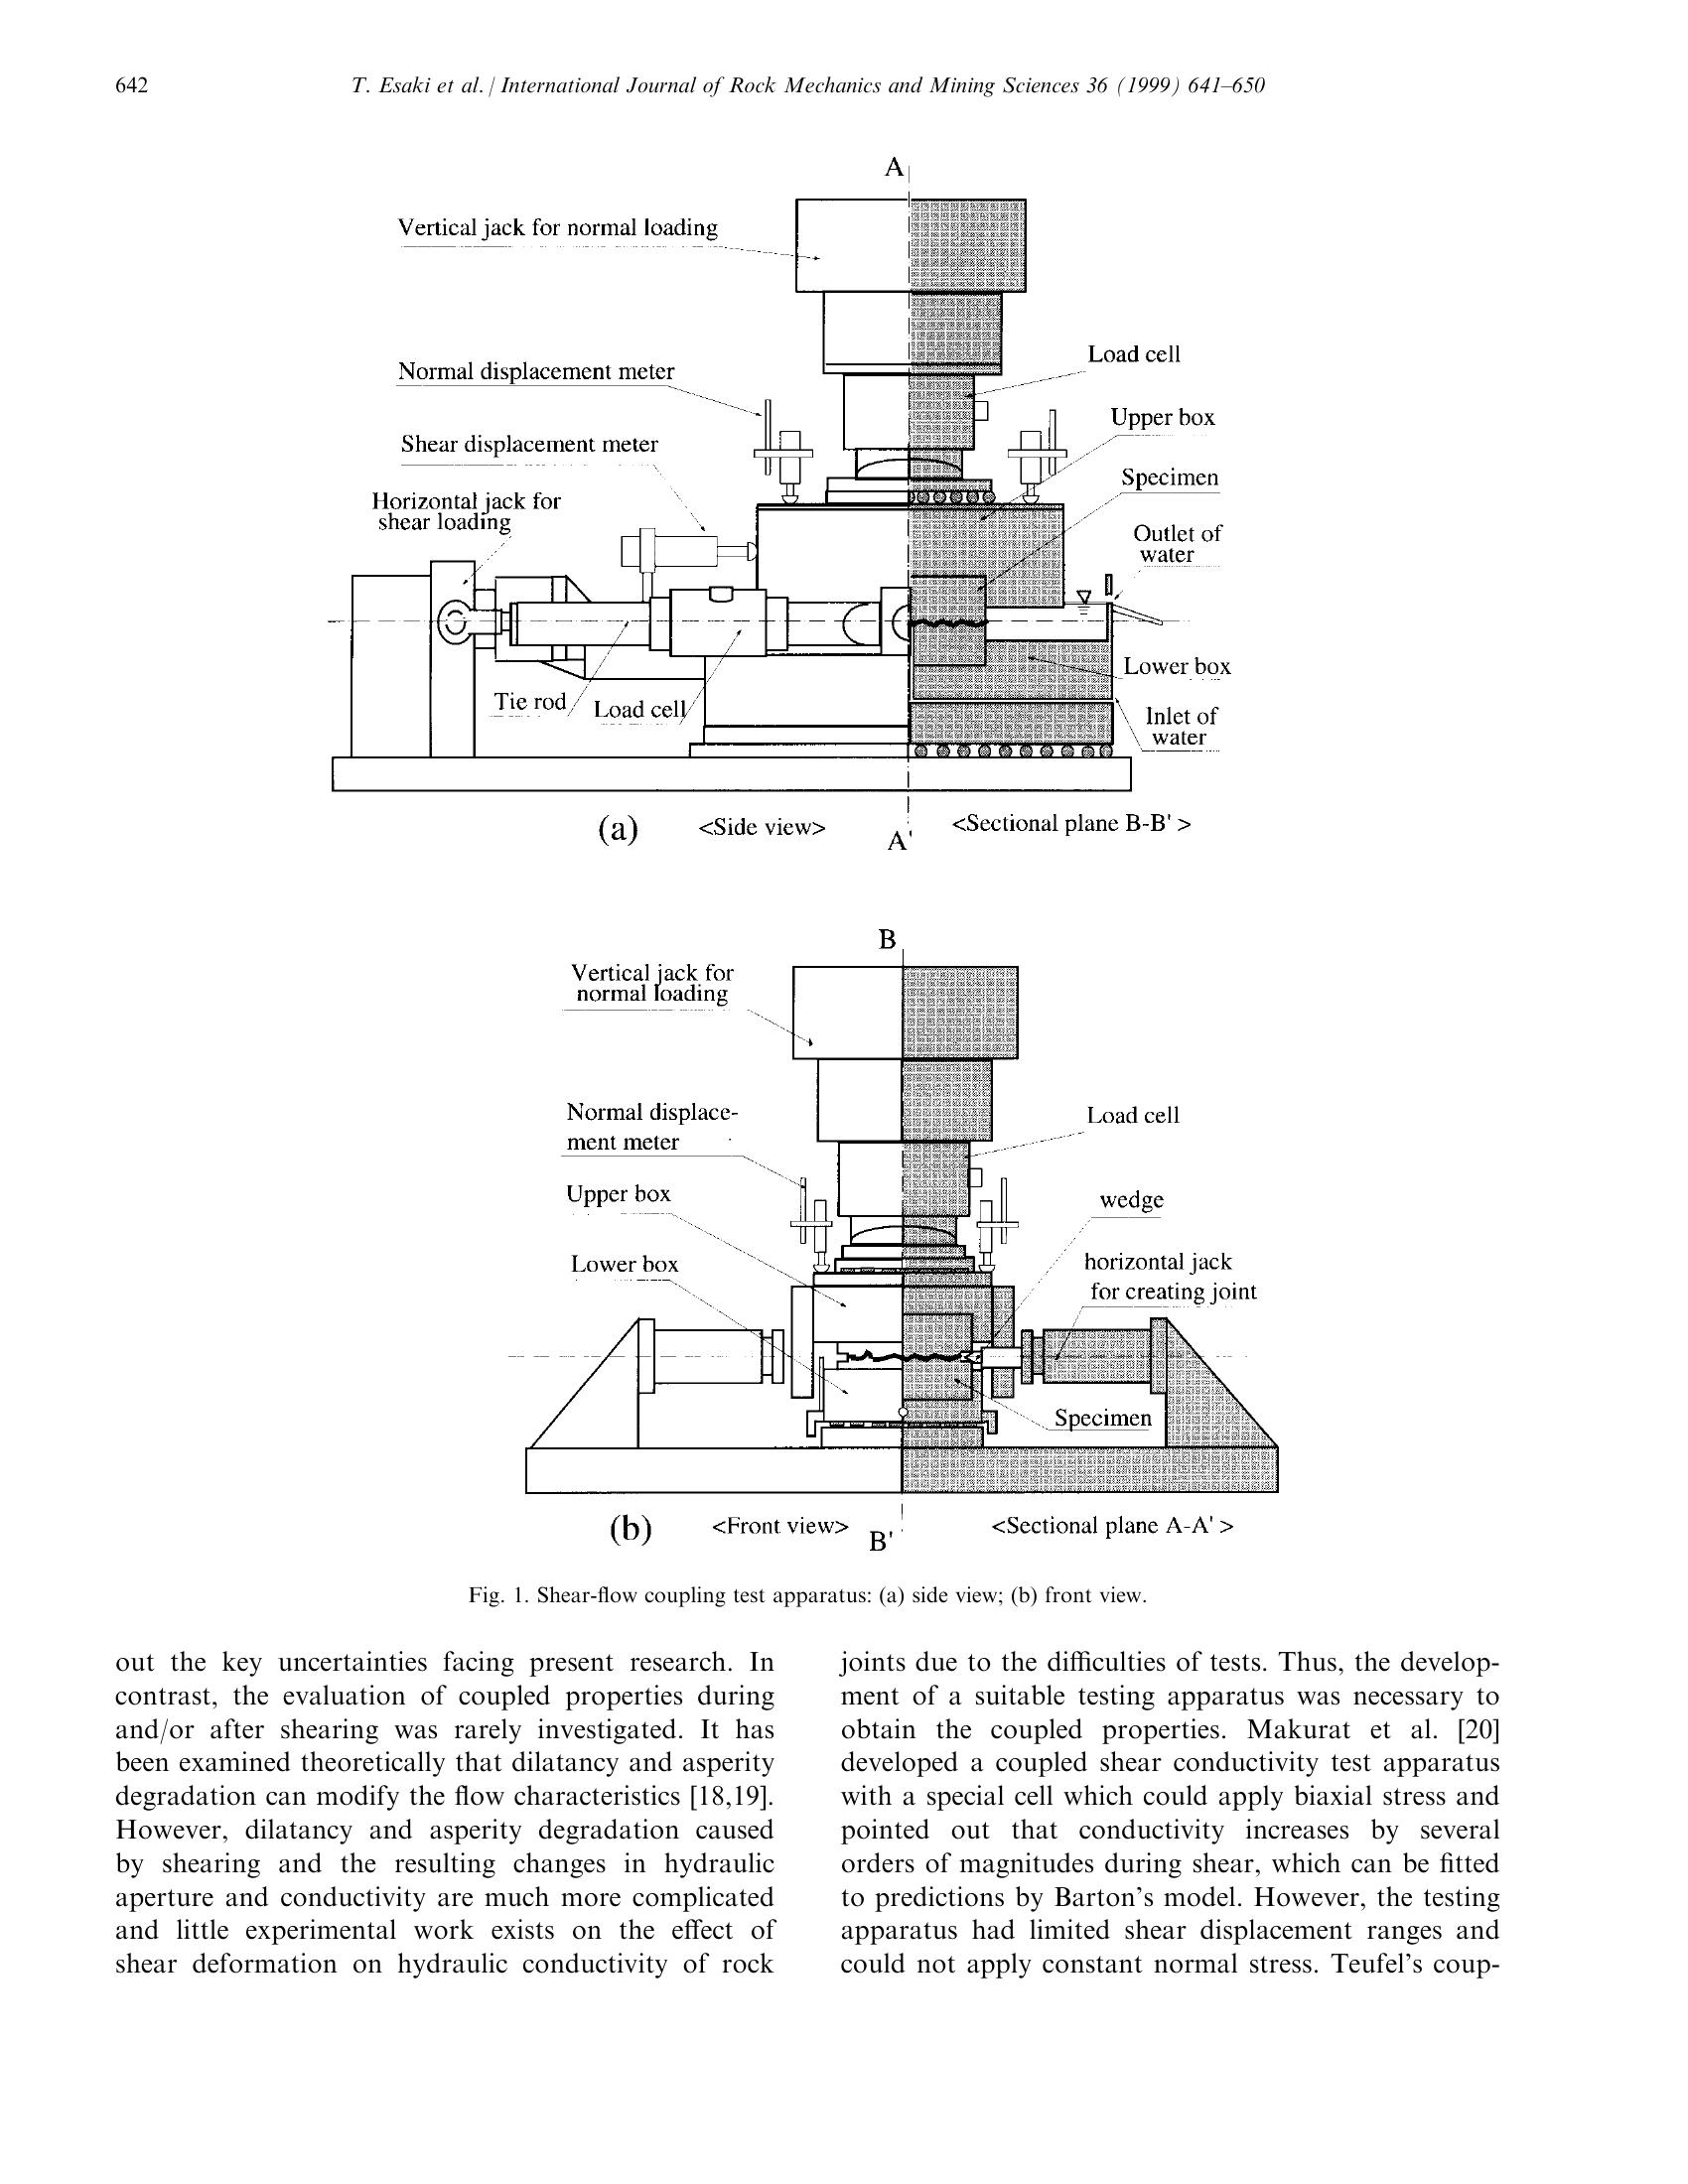 642
T. Esaki et al. / International Journal of Rock Mechanics and Mining Sciences 36 (1999) 641–650
A
Vertical jack for normal loading
Load cell
Normal displacement meter
Upper box
Shear displacement meter
Specimen
Horizontal jack for
shear loading
Outlet of
water
Lower box
Tie rod
Load cell
Inlet of
water
(a)
<Side view>
A'
<Sectional plane B-B' >
B
Vertical jack for
normal loading
Normal displace-
ment meter
Load cell
Upper box
wedge
Lower box
horizontal jack
for creating joint
Specimen
(b)
<Front view>
B'
<Sectional plane A-A' >
Fig. 1. Shear-flow coupling test apparatus: (a) side view; (b) front view.
out the key uncertainties facing present research. In
contrast, the evaluation of coupled properties during
and/or after shearing was rarely investigated. It has
been examined theoretically that dilatancy and asperity
degradation can modify the flow characteristics [18,19].
However, dilatancy and asperity degradation caused
by shearing and the resulting changes in hydraulic
aperture and conductivity are much more complicated
and little experimental work exists on the effect of
shear deformation on hydraulic conductivity of rock
joints due to the difficulties of tests. Thus, the develop-
ment of a suitable testing apparatus was necessary to
obtain the coupled properties. Makurat et al. [20]
developed a coupled shear conductivity test apparatus
with a special cell which could apply biaxial stress and
pointed out that conductivity increases by several
orders of magnitudes during shear, which can be fitted
to predictions by Barton's model. However, the testing
apparatus had limited shear displacement ranges and
could not apply constant normal stress. Teufel's coup-